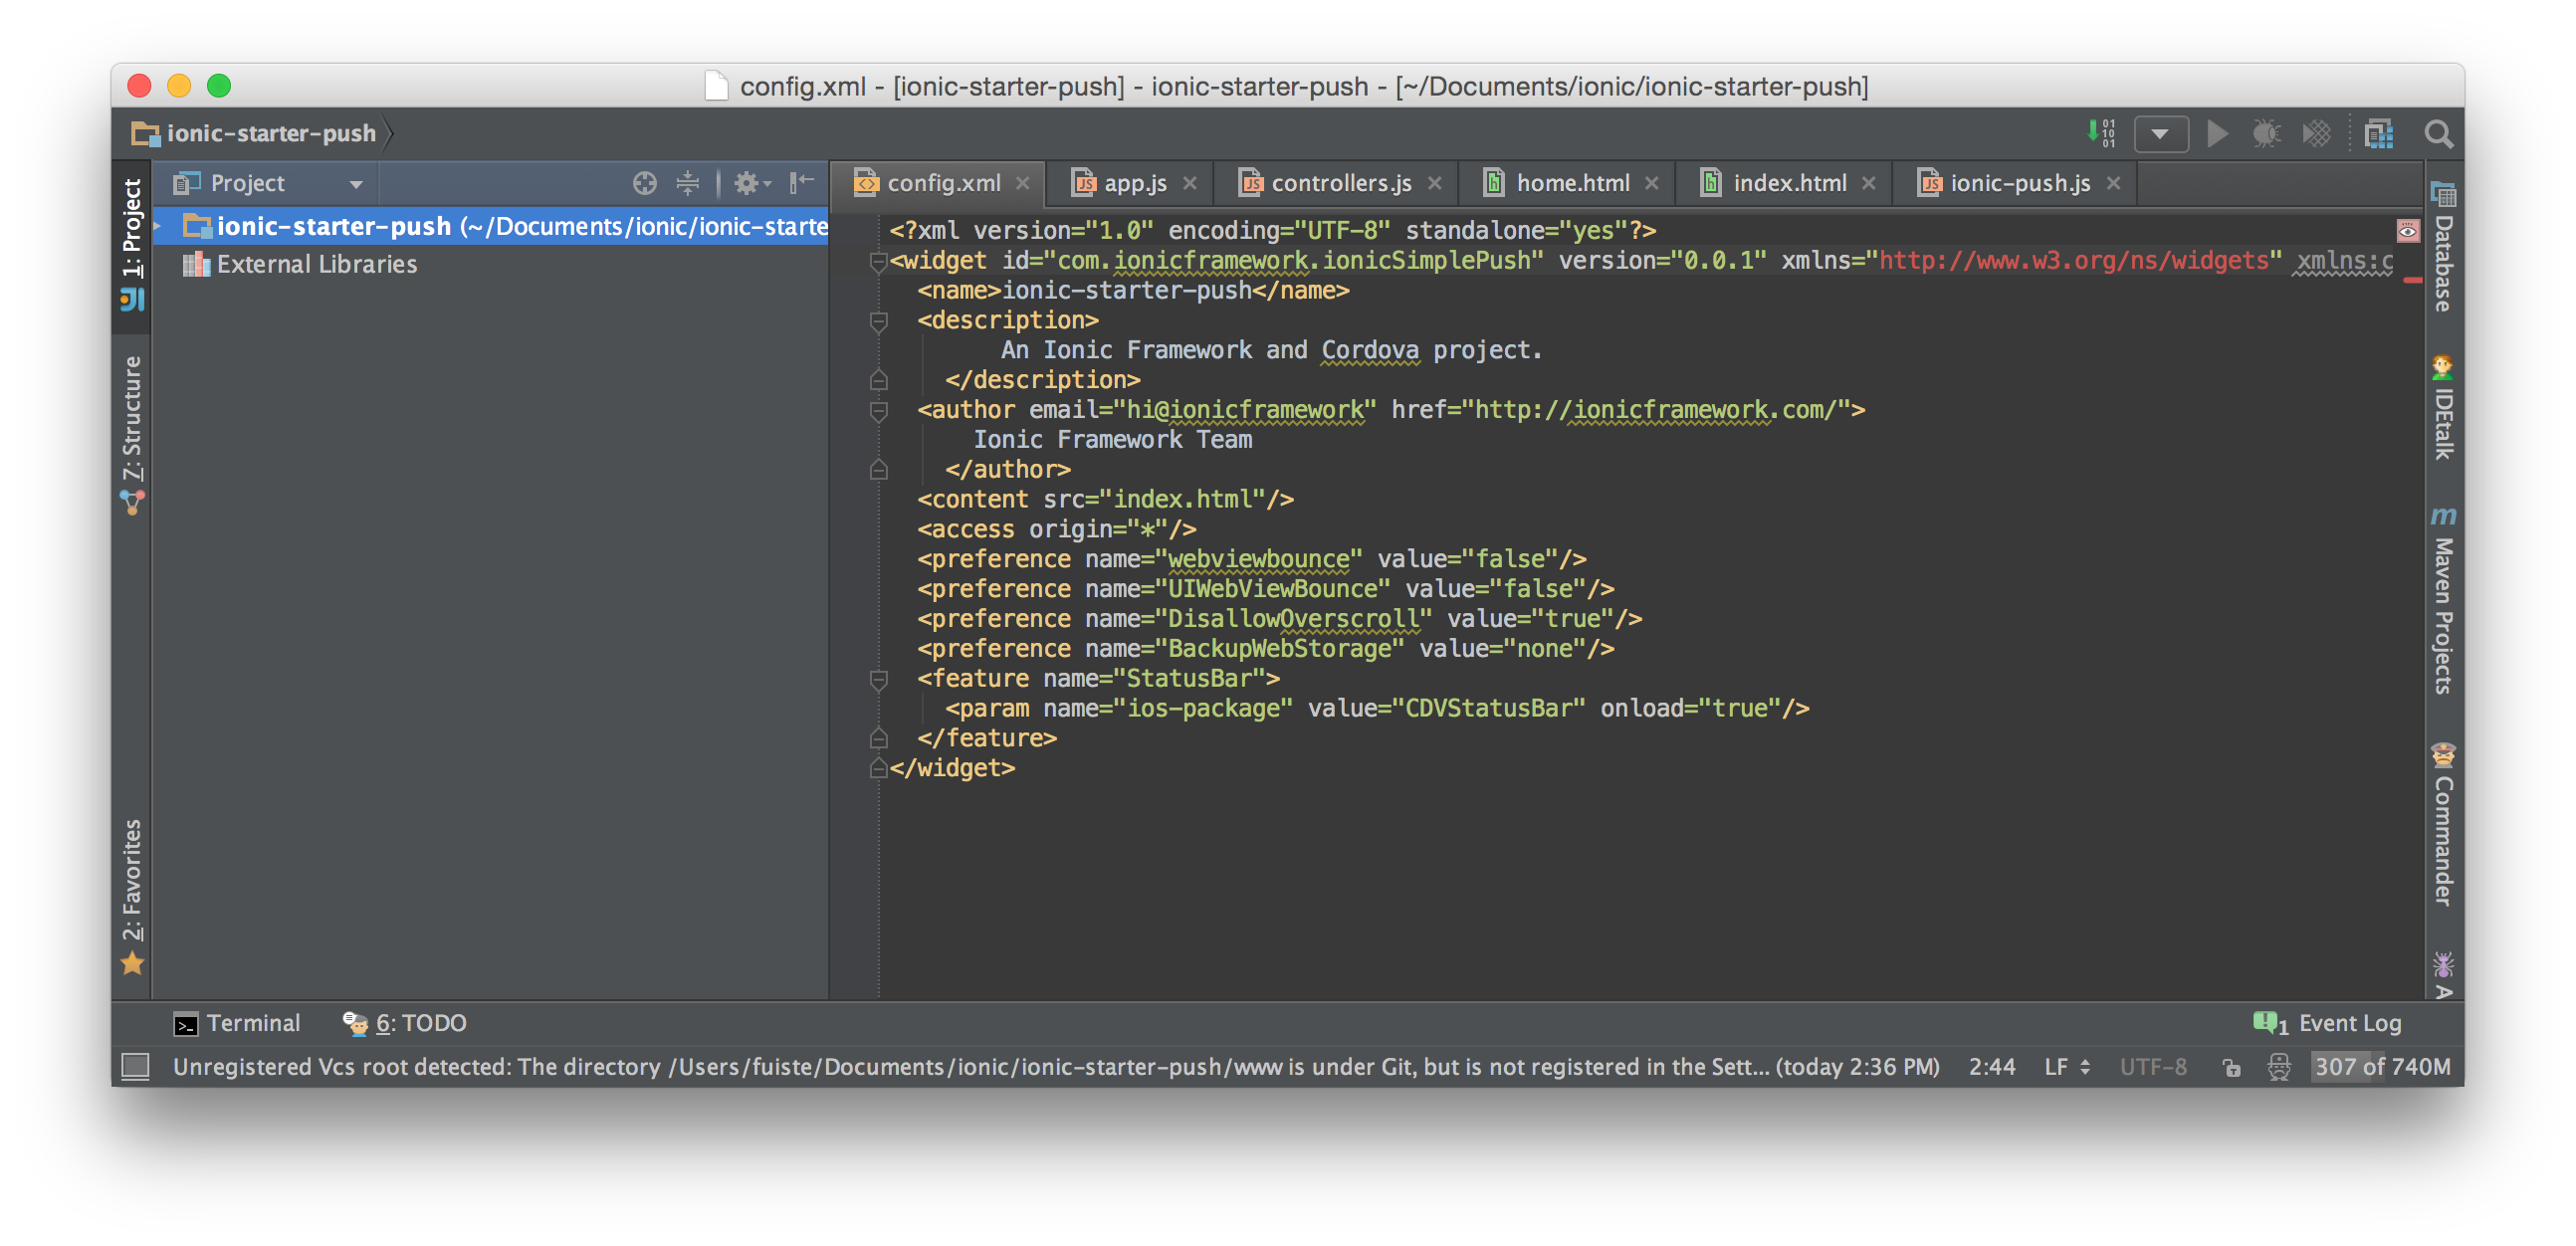 config.xml - [ionic-starter-push] - ionic-starter-push - [~/Documents/ionic/ionic-starter-push]
ionic-starter-push
01
10
01
1: Project
7: Structure
2: Favorites
Project
ionic-starter-push (~/Documents/ionic/ionic-starte
External Libraries
config.xml
app.js
controllers.js
home.html
index.html
ionic-push.js
<?xml version="1.0" encoding="UTF-8" standalone="yes"?>
<widget id="com.ionicframework.ionicSimplePush" version="0.0.1" xmlns="http://www.w3.org/ns/widgets" xmlns:c
<name>ionic-starter-push</name>
<description>
An Ionic Framework and Cordova project.
</description>
<author email="hi@ionicframework" href="http://ionicframework.com/">
Ionic Framework Team
</author>
<content src="index.html"/>
<access origin="*"/>
<preference name="webviewbounce" value="false"/>
<preference name="UIWebViewBounce" value="false"/>
<preference name="DisallowOverscroll" value="true"/>
<preference name="BackupWebStorage" value="none"/>
<feature name="StatusBar">
<param name="ios-package" value="CDVStatusBar" onload="true"/>
</feature>
</widget>
Database
IDEtalk
m Maven Projects
Commander
A
Terminal
6: TODO
1 Event Log
Unregistered Vcs root detected: The directory /Users/fuiste/Documents/ionic/ionic-starter-push/www is under Git, but is not registered in the Sett... (today 2:36 PM)
2:44
LF
UTF-8
307 of 740M